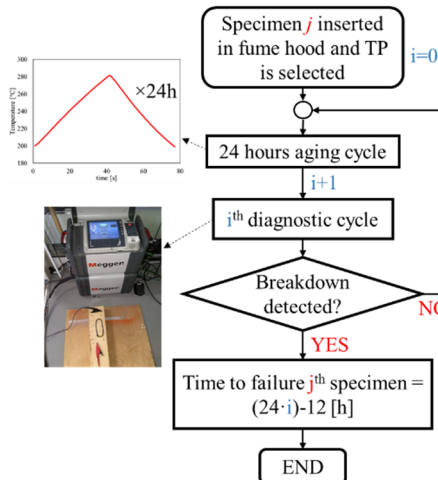 Specimen j inserted
in fume hood and TP
is selected
i=0
300
280
260
240
220
200
180
Temperature [°C]
0
20
40
60
80
time [s]
×24h
24 hours aging cycle
i+1
ith diagnostic cycle
Megger
Breakdown
detected?
NO
YES
Time to failure jth specimen =
(24·i)-12 [h]
END